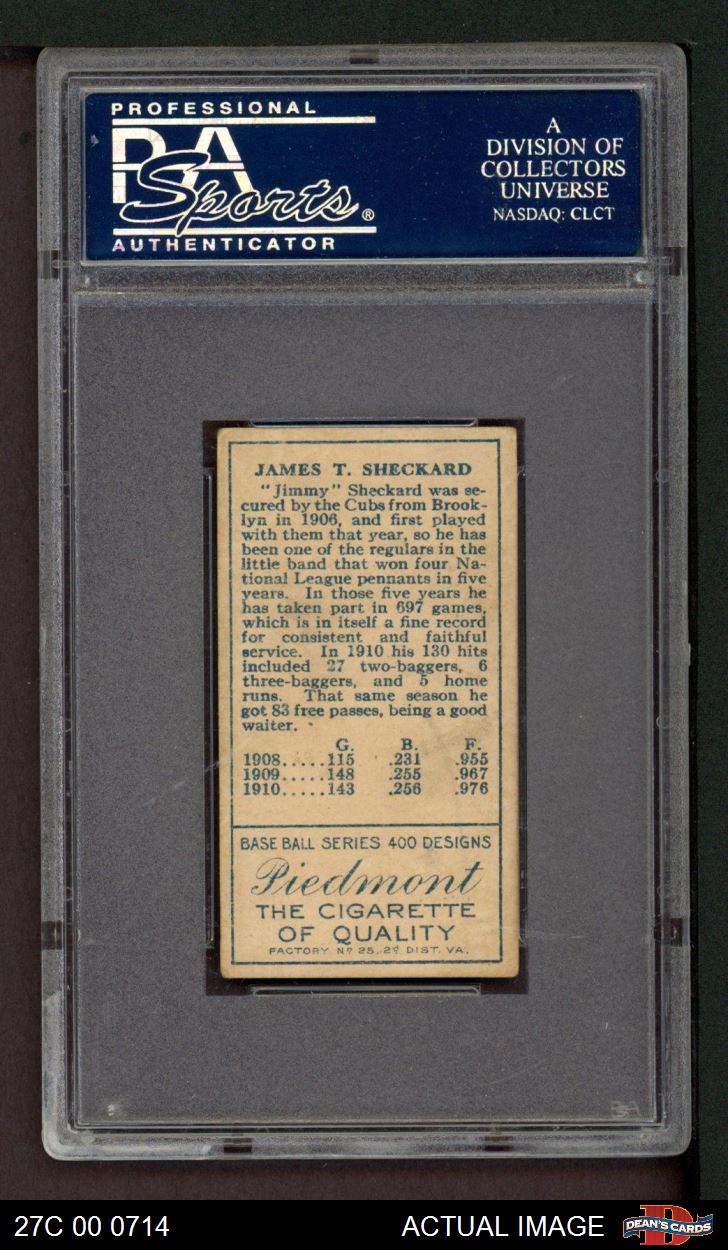 PROFESSIONAL
PSA
Sports®
AUTHENTICATOR
A
DIVISION OF
COLLECTORS
UNIVERSE
NASDAQ: CLCT
JAMES T. SHECKARD
"Jimmy" Sheckard was se-
cured by the Cubs from Brook-
lyn in 1906, and first played
with them that year, so he has
been one of the regulars in the
little band that won four Na-
tional League pennants in five
years. In those five years he
has taken part in 697 games,
which is in itself a fine record
for consistent and faithful
service. In 1910 his 130 hits
included 27 two-baggers, 6
three-baggers, and 5 home
runs. That same season he
got 83 free passes, being a good
waiter.
G. B. F.
1908.....115 .231 .955
1909.....148 .255 .967
1910.....143 .256 .976
BASE BALL SERIES 400 DESIGNS
Piedmont
THE CIGARETTE
OF QUALITY
FACTORY Nº 25, 2º DIST. VA.
27C 00 0714
ACTUAL IMAGE
DEAN'S CARDS